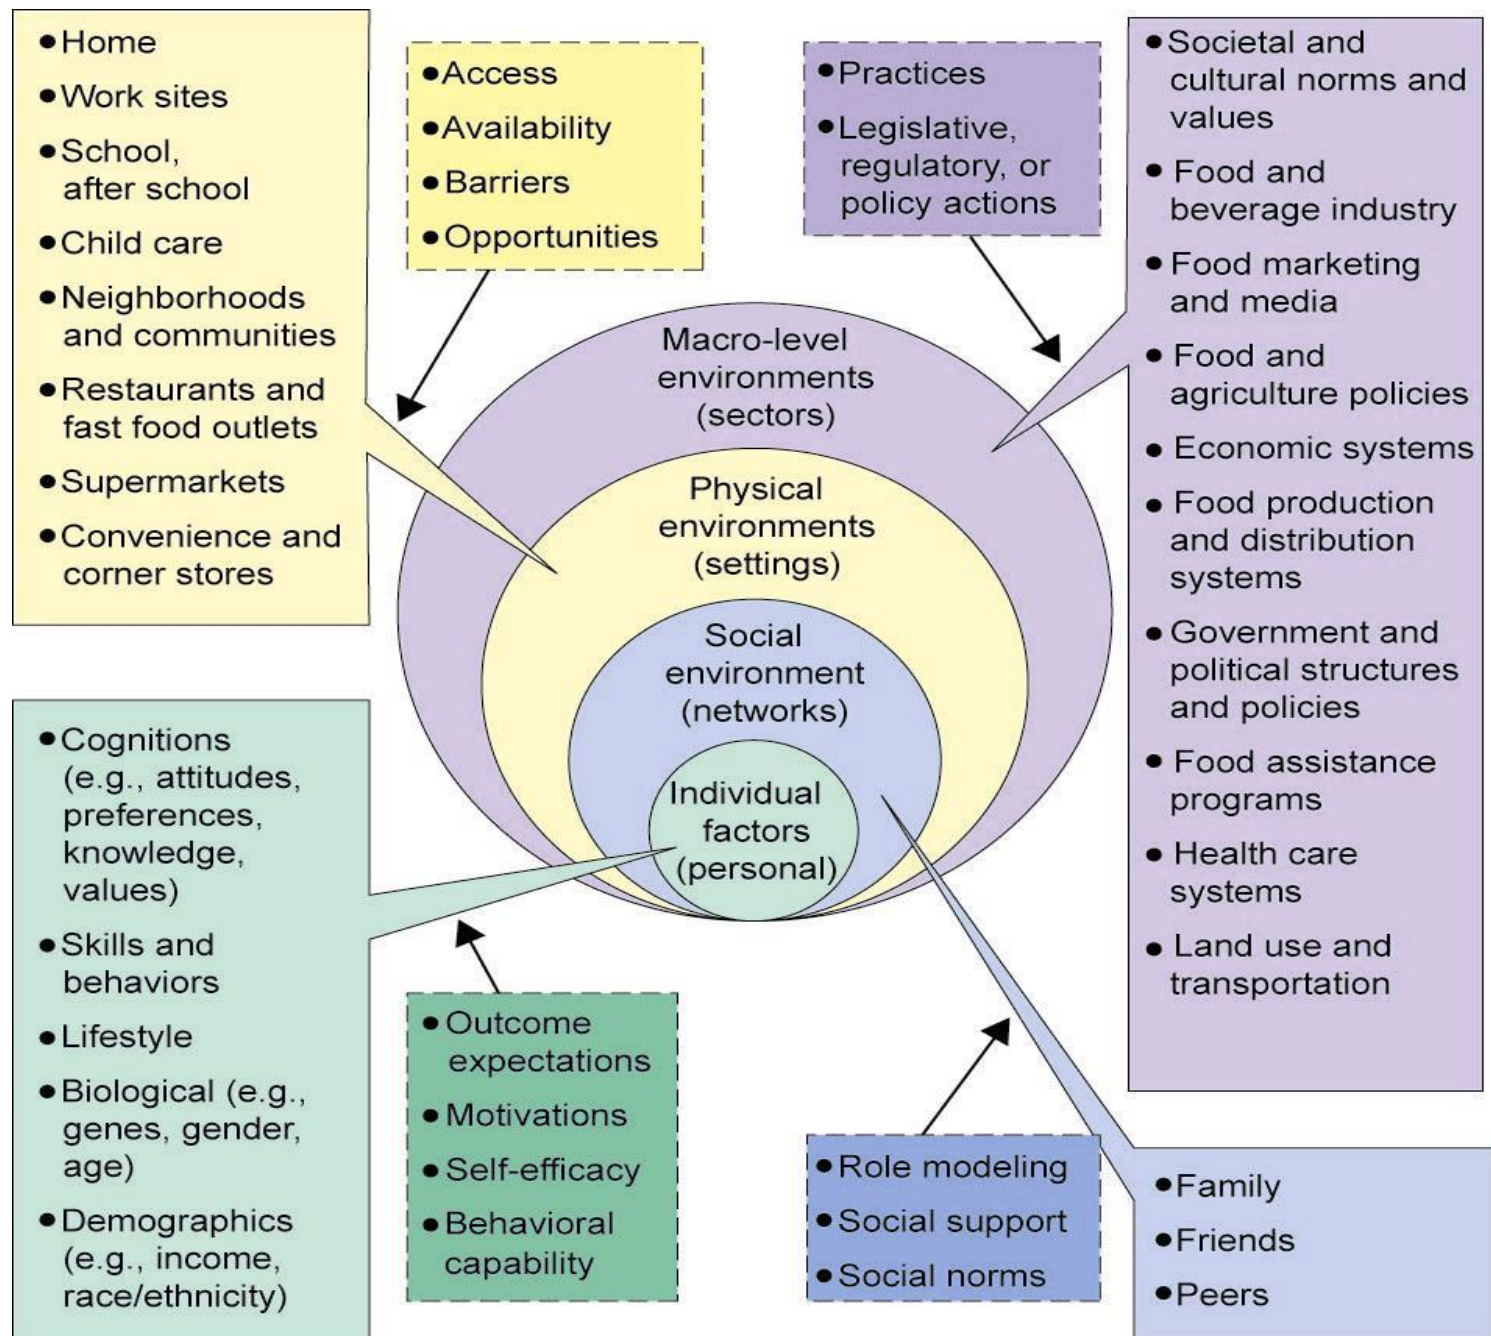 • Home
• Work sites
• School,
after school
• Child care
• Neighborhoods
and communities
• Restaurants and
fast food outlets
• Supermarkets
• Convenience and
corner stores
• Access
• Availability
• Barriers
• Opportunities
• Practices
• Legislative,
regulatory, or
policy actions
• Societal and
cultural norms and
values
• Food and
beverage industry
• Food marketing
and media
• Food and
agriculture policies
• Economic systems
• Food production
and distribution
systems
• Government and
political structures
and policies
• Food assistance
programs
• Health care
systems
• Land use and
transportation
Macro-level
environments
(sectors)
Physical
environments
(settings)
Social
environment
(networks)
Individual
factors
(personal)
• Cognitions
(e.g., attitudes,
preferences,
knowledge,
values)
• Skills and
behaviors
• Lifestyle
• Biological (e.g.,
genes, gender,
age)
• Demographics
(e.g., income,
race/ethnicity)
• Outcome
expectations
• Motivations
• Self-efficacy
• Behavioral
capability
• Role modeling
• Social support
• Social norms
• Family
• Friends
• Peers